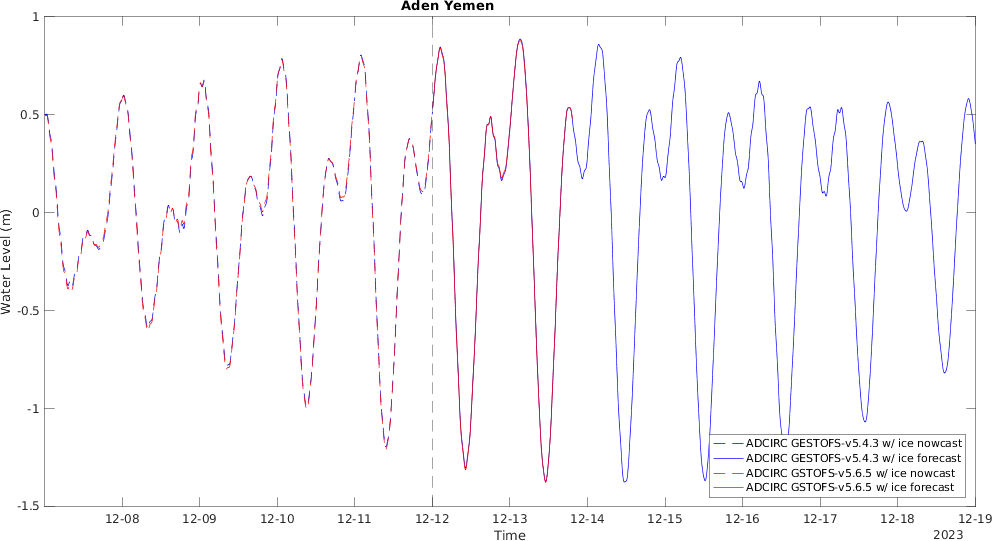 Aden Yemen
1
0.5
0
-0.5
-1
-1.5
Water Level (m)
ADCIRC GESTOFS-v5.4.3 w/ ice nowcast
ADCIRC GESTOFS-v5.4.3 w/ ice forecast
ADCIRC GSTOFS-v5.6.5 w/ ice nowcast
ADCIRC GSTOFS-v5.6.5 w/ ice forecast
12-08 12-09 12-10 12-11 12-12 12-13 12-14 12-15 12-16 12-17 12-18 12-19
Time
2023